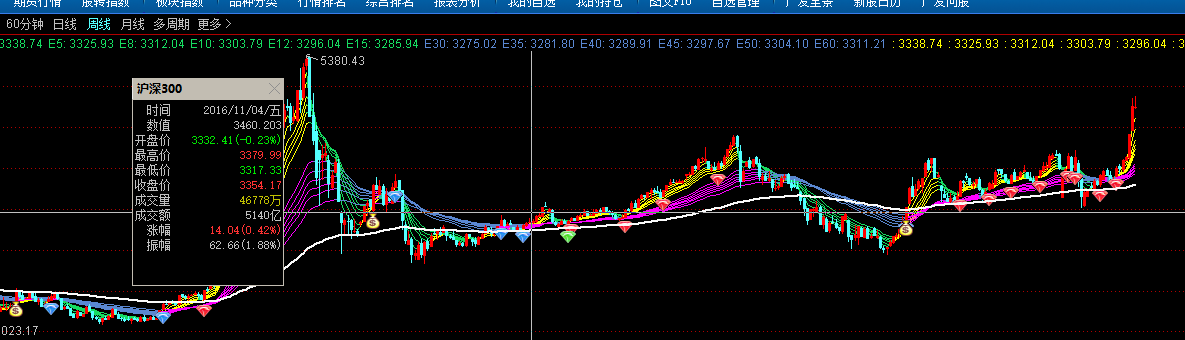 期货行情 股转指数 板块指数 品种分类 行情排名 综合排名 报表分析 我的自选 我的持仓 图文F10 自选管理 广发全景 新股日历 广发问股
60分钟 日线 周线 月线 多周期 更多 >
3338.74 E5: 3325.93 E8: 3312.04 E10: 3303.79 E12: 3296.04 E15: 3285.94 E30: 3275.02 E35: 3281.80 E40: 3289.91 E45: 3297.67 E50: 3304.10 E60: 3311.21 : 3338.74 : 3325.93 : 3312.04 : 3303.79 : 3296.04 : 3
5380.43
沪深300
时间 2016/11/04/五
数值 3460.203
开盘价 3332.41(-0.23%)
最高价 3379.99
最低价 3317.33
收盘价 3354.17
成交量 46778万
成交额 5140亿
涨幅 14.04(0.42%)
振幅 62.66(1.88%)
023.17